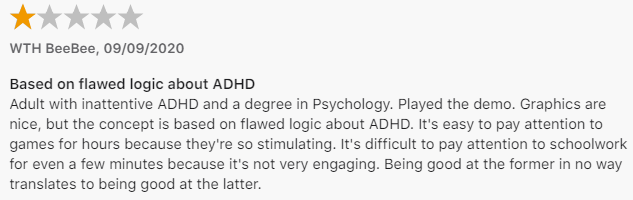 WTH BeeBee, 09/09/2020
Based on flawed logic about ADHD
Adult with inattentive ADHD and a degree in Psychology. Played the demo. Graphics are
nice, but the concept is based on flawed logic about ADHD. It's easy to pay attention to
games for hours because they're so stimulating. It's difficult to pay attention to schoolwork
for even a few minutes because it's not very engaging. Being good at the former in no way
translates to being good at the latter.